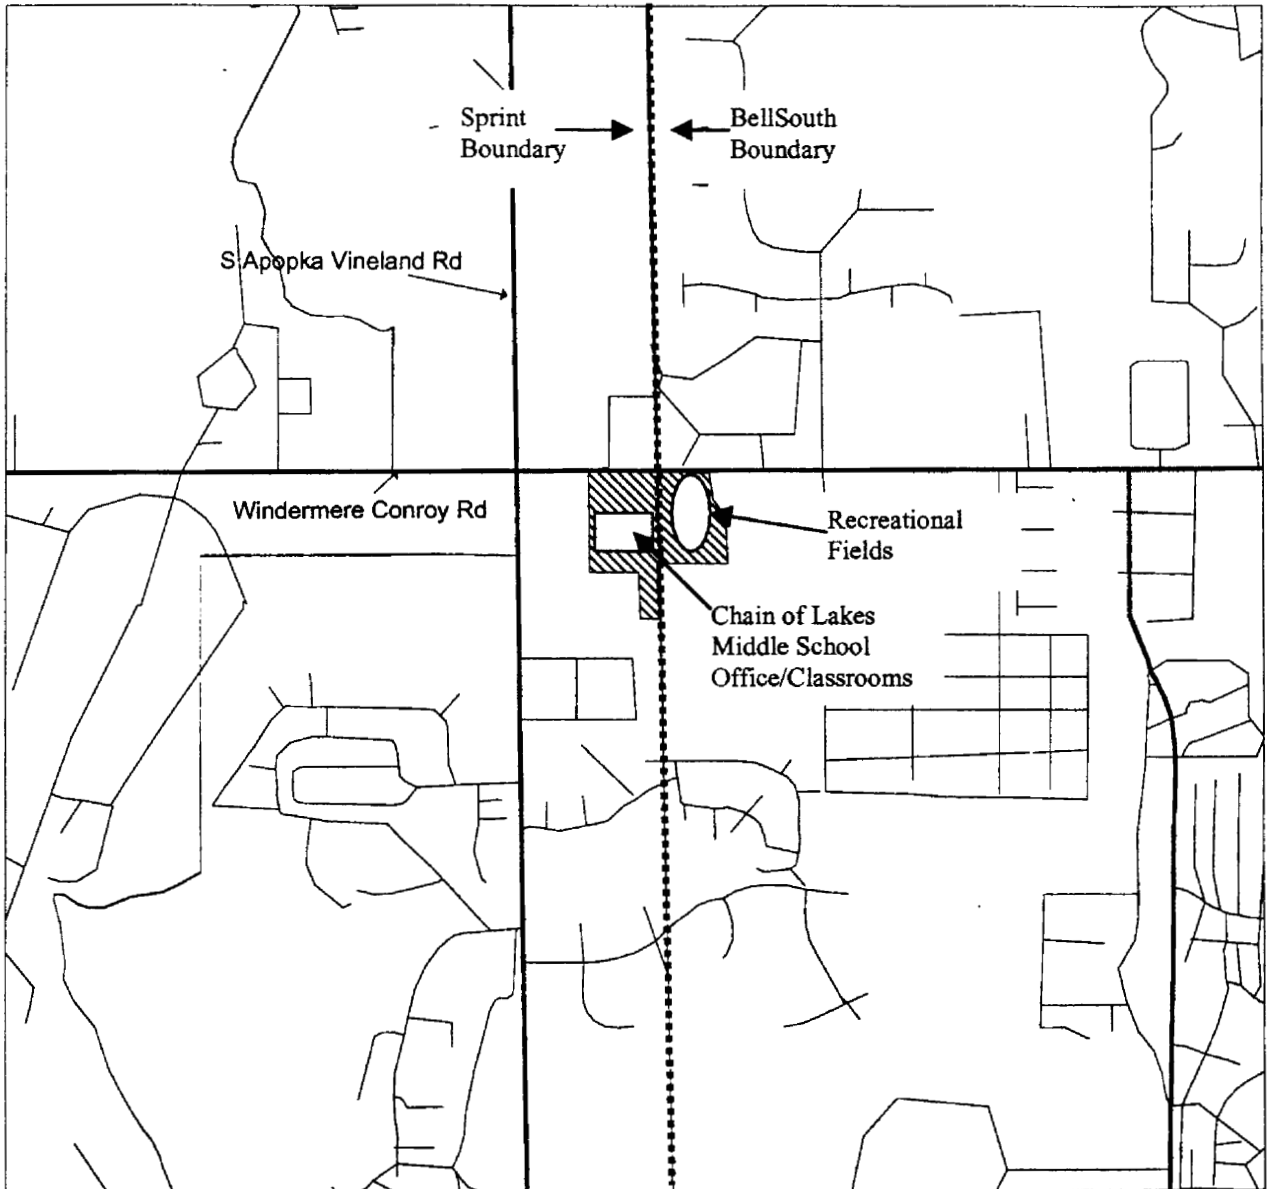 Sprint
Boundary
BellSouth
Boundary
S Apopka Vineland Rd
Windermere Conroy Rd
Recreational
Fields
Chain of Lakes
Middle School
Office/Classrooms